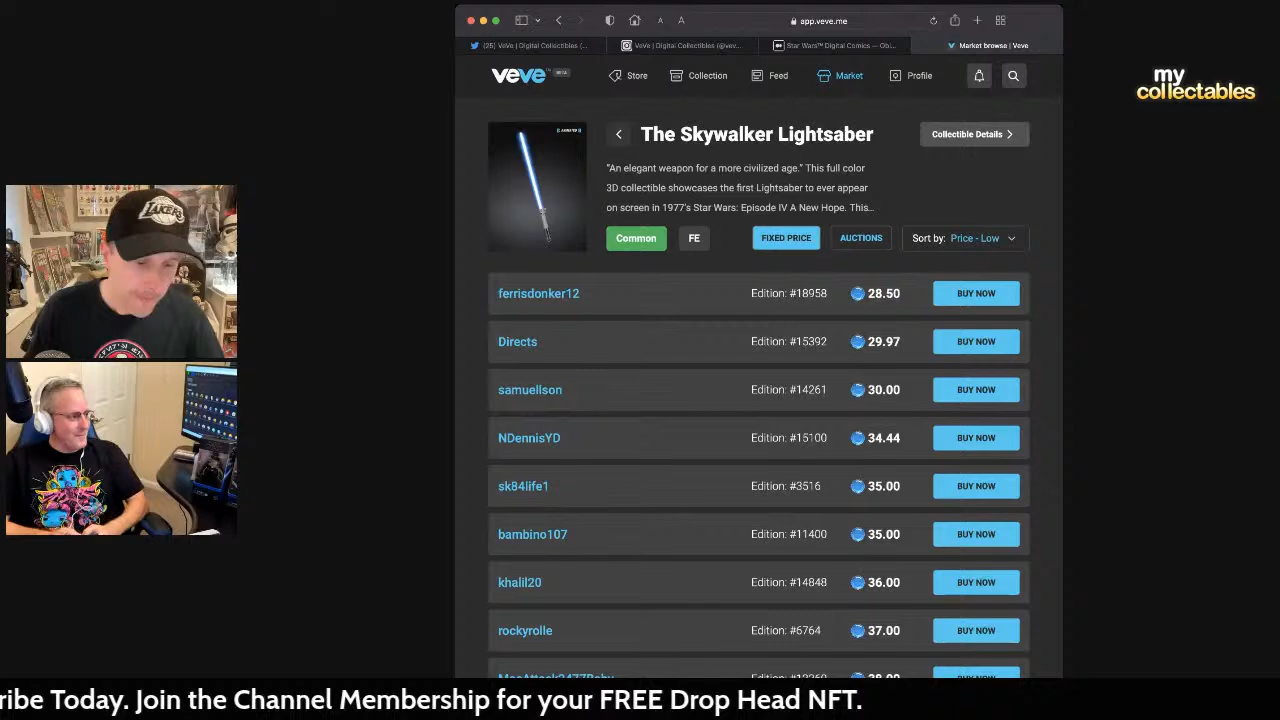 app.veve.me
(25) VeVe | Digital Collectibles (...
VeVe | Digital Collectibles (@vev...
Star Wars™ Digital Comics — Obi...
Market browse | Veve
veve
BETA
Store
Collection
Feed
Market
Profile
my
collectables
ANIMATED
The Skywalker Lightsaber
Collectible Details
"An elegant weapon for a more civilized age." This full color
3D collectible showcases the first Lightsaber to ever appear
on screen in 1977's Star Wars: Episode IV A New Hope. This...
Common
FE
FIXED PRICE
AUCTIONS
Sort by: Price - Low
ferrisdonker12 Edition: #18958 28.50 BUY NOW
Directs Edition: #15392 29.97 BUY NOW
samuellson Edition: #14261 30.00 BUY NOW
NDennisYD Edition: #15100 34.44 BUY NOW
sk84life1 Edition: #3516 35.00 BUY NOW
bambino107 Edition: #11400 35.00 BUY NOW
khalil20 Edition: #14848 36.00 BUY NOW
rockyrolle Edition: #6764 37.00 BUY NOW
LAKERS
ribe Today. Join the Channel Membership for your FREE Drop Head NFT.